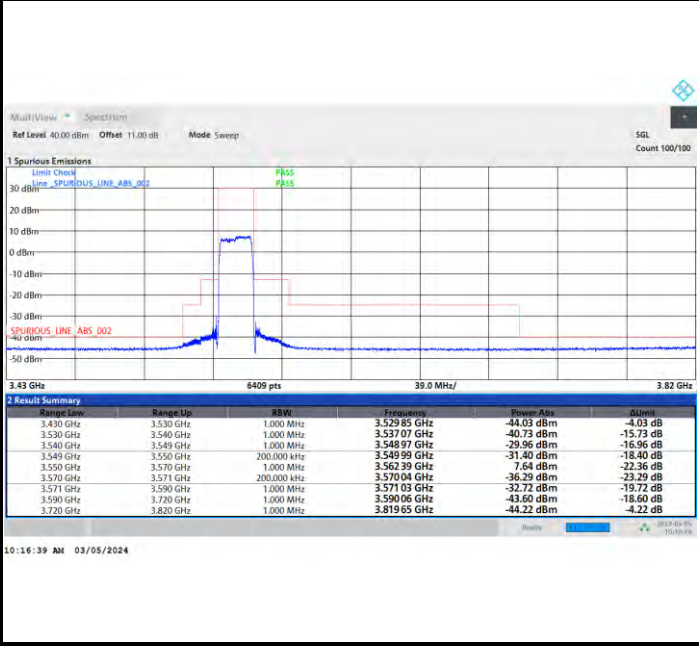 MultiView Spectrum
Ref Level 40.00 dBm Offset 11.00 dB Mode Sweep SGL
Count 100/100
1 Spurious Emissions
Limit Check PASS
Line _SPURIOUS_LINE_ABS_002 PASS
30 dBm
20 dBm
10 dBm
0 dBm
-10 dBm
-20 dBm
-30 dBm
SPURIOUS_LINE_ABS_002
-40 dBm
-50 dBm
3.43 GHz 6409 pts 39.0 MHz/ 3.82 GHz
2 Result Summary
Range Low Range Up RBW Frequency Power Abs ΔLimit
3.430 GHz 3.530 GHz 1.000 MHz 3.529 85 GHz -44.03 dBm -4.03 dB
3.530 GHz 3.540 GHz 1.000 MHz 3.537 07 GHz -40.73 dBm -15.73 dB
3.540 GHz 3.549 GHz 1.000 MHz 3.548 97 GHz -29.96 dBm -16.96 dB
3.549 GHz 3.550 GHz 200.000 kHz 3.549 99 GHz -31.40 dBm -18.40 dB
3.550 GHz 3.570 GHz 1.000 MHz 3.562 39 GHz 7.64 dBm -22.36 dB
3.570 GHz 3.571 GHz 200.000 kHz 3.570 04 GHz -36.29 dBm -23.29 dB
3.571 GHz 3.590 GHz 1.000 MHz 3.571 03 GHz -32.72 dBm -19.72 dB
3.590 GHz 3.720 GHz 1.000 MHz 3.590 06 GHz -43.60 dBm -18.60 dB
3.720 GHz 3.820 GHz 1.000 MHz 3.819 65 GHz -44.22 dBm -4.22 dB
Ready
10:16:39 AM 03/05/2024